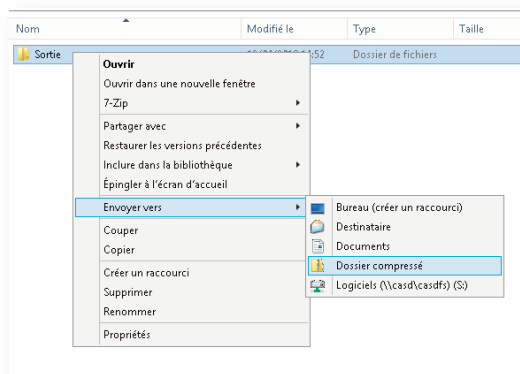 Nom Modifié le Type Taille
Sortie Dossier de fichiers
Ouvrir
Ouvrir dans une nouvelle fenêtre
7-Zip
Partager avec
Restaurer les versions précédentes
Inclure dans la bibliothèque
Épingler à l'écran d'accueil
Envoyer vers
Couper
Copier
Créer un raccourci
Supprimer
Renommer
Propriétés
Bureau (créer un raccourci)
Destinataire
Documents
Dossier compressé
Logiciels (\\casd\casdfs) (S:)